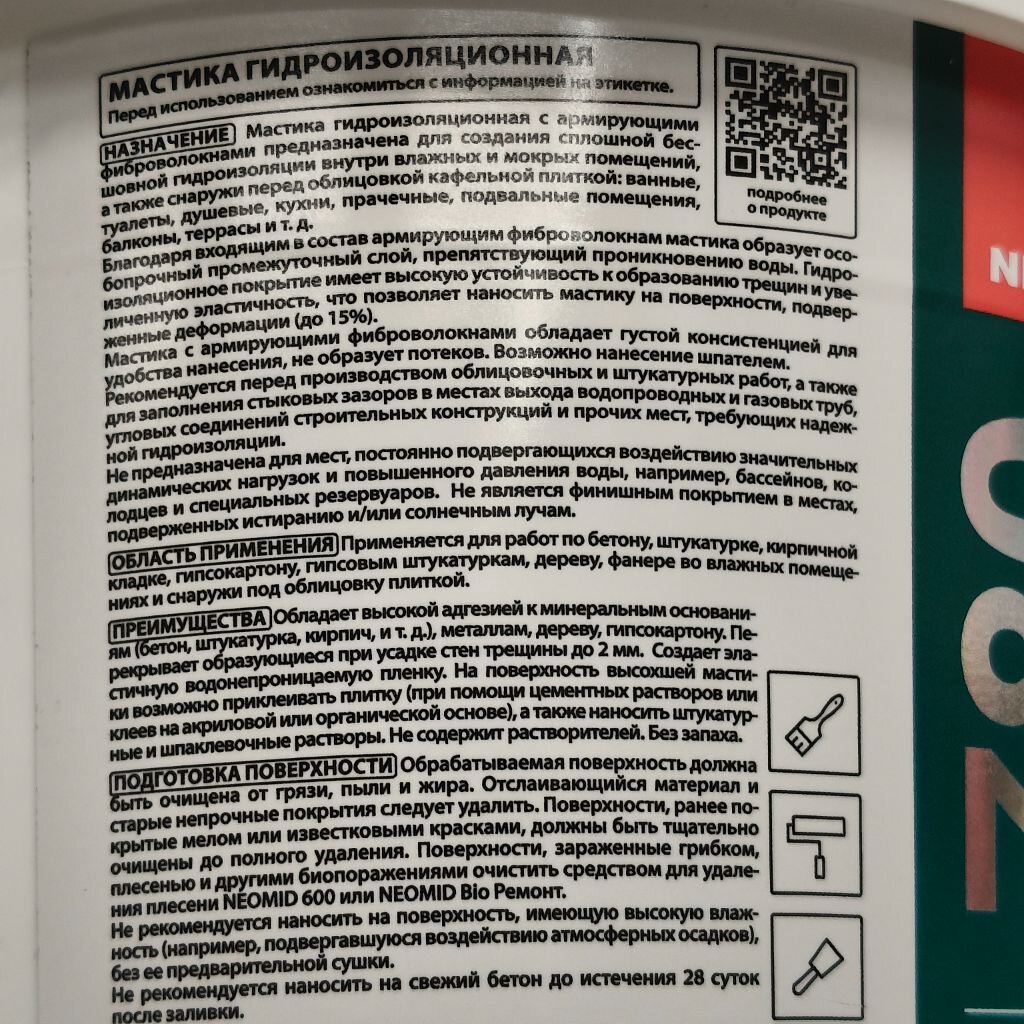 МАСТИКА ГИДРОИЗОЛЯЦИОННАЯ
Перед использованием ознакомиться с информацией на этикетке.
НАЗНАЧЕНИЕ Мастика гидроизоляционная с армирующими
фиброволокнами предназначена для создания сплошной бес-
шовной гидроизоляции внутри влажных и мокрых помещений,
а также снаружи перед облицовкой кафельной плиткой: ванные,
туалеты, душевые, кухни, прачечные, подвальные помещения,
балконы, террасы и т. д.
подробнее
о продукте
Благодаря входящим в состав армирующим фиброволокнам мастика образует осо-
бопрочный промежуточный слой, препятствующий проникновению воды. Гидро-
изоляционное покрытие имеет высокую устойчивость к образованию трещин и уве-
личенную эластичность, что позволяет наносить мастику на поверхности, подвер-
женные деформации (до 15%).
Мастика с армирующими фиброволокнами обладает густой консистенцией для
удобства нанесения, не образует потеков. Возможно нанесение шпателем.
Рекомендуется перед производством облицовочных и штукатурных работ, а также
для заполнения стыковых зазоров в местах выхода водопроводных и газовых труб,
угловых соединений строительных конструкций и прочих мест, требующих надеж-
ной гидроизоляции.
Не предназначена для мест, постоянно подвергающихся воздействию значительных
динамических нагрузок и повышенного давления воды, например, бассейнов, ко-
лодцев и специальных резервуаров. Не является финишным покрытием в местах,
подверженных истиранию и/или солнечным лучам.
ОБЛАСТЬ ПРИМЕНЕНИЯ Применяется для работ по бетону, штукатурке, кирпичной
кладке, гипсокартону, гипсовым штукатуркам, дереву, фанере во влажных помеще-
ниях и снаружи под облицовку плиткой.
ПРЕИМУЩЕСТВА Обладает высокой адгезией к минеральным основани-
ям (бетон, штукатурка, кирпич, и т. д.), металлам, дереву, гипсокартону. Пе-
рекрывает образующиеся при усадке стен трещины до 2 мм. Создает эла-
стичную водонепроницаемую пленку. На поверхность высохшей масти-
ки возможно приклеивать плитку (при помощи цементных растворов или
клеев на акриловой или органической основе), а также наносить штукатур-
ные и шпаклевочные растворы. Не содержит растворителей. Без запаха.
ПОДГОТОВКА ПОВЕРХНОСТИ Обрабатываемая поверхность должна
быть очищена от грязи, пыли и жира. Отслаивающийся материал и
старые непрочные покрытия следует удалить. Поверхности, ранее по-
крытые мелом или известковыми красками, должны быть тщательно
очищены до полного удаления. Поверхности, зараженные грибком,
плесенью и другими биопоражениями очистить средством для удале-
ния плесени NEOMID 600 или NEOMID Bio Ремонт.
Не рекомендуется наносить на поверхность, имеющую высокую влаж-
ность (например, подвергавшуюся воздействию атмосферных осадков),
без ее предварительной сушки.
Не рекомендуется наносить на свежий бетон до истечения 28 суток
после заливки.